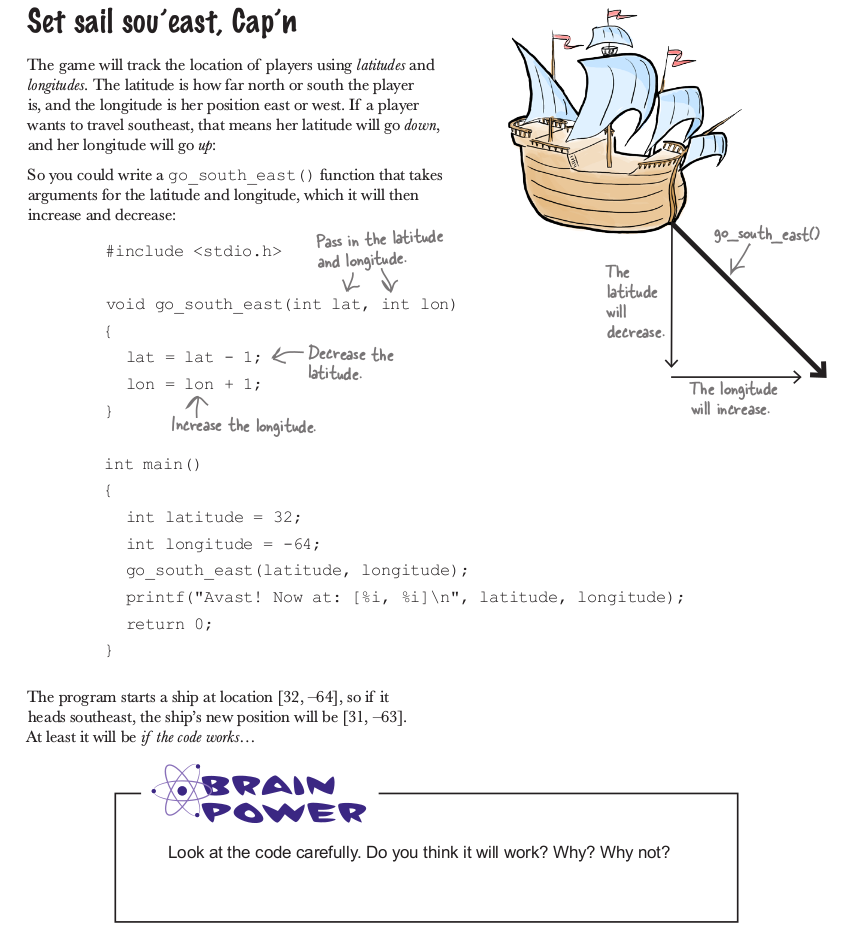 Set sail sou'east, Cap'n
The game will track the location of players using latitudes and
longitudes. The latitude is how far north or south the player
is, and the longitude is her position east or west. If a player
wants to travel southeast, that means her latitude will go down,
and her longitude will go up:
So you could write a go_south_east() function that takes
arguments for the latitude and longitude, which it will then
increase and decrease:
#include <stdio.h>
Pass in the latitude
and longitude.
void go_south_east(int lat, int lon)
{
lat = lat - 1;
Decrease the
latitude.
lon = lon + 1;
}
Increase the longitude.
int main()
{
int latitude = 32;
int longitude = -64;
go_south_east(latitude, longitude);
printf("Avast! Now at: [%i, %i]\n", latitude, longitude);
return 0;
}
go_south_east()
The
latitude
will
decrease.
The longitude
will increase.
The program starts a ship at location [32, –64], so if it
heads southeast, the ship's new position will be [31, –63].
At least it will be if the code works…
BRAIN
POWER
Look at the code carefully. Do you think it will work? Why? Why not?